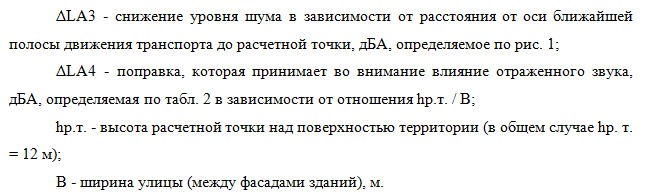 ΔLA3 - снижение уровня шума в зависимости от расстояния от оси ближайшей
полосы движения транспорта до расчетной точки, дБА, определяемое по рис. 1;
ΔLA4 - поправка, которая принимает во внимание влияние отраженного звука,
дБА, определяемая по табл. 2 в зависимости от отношения hр.т. / B;
hр.т. - высота расчетной точки над поверхностью территории (в общем случае hр. т.
= 12 м);
B - ширина улицы (между фасадами зданий), м.